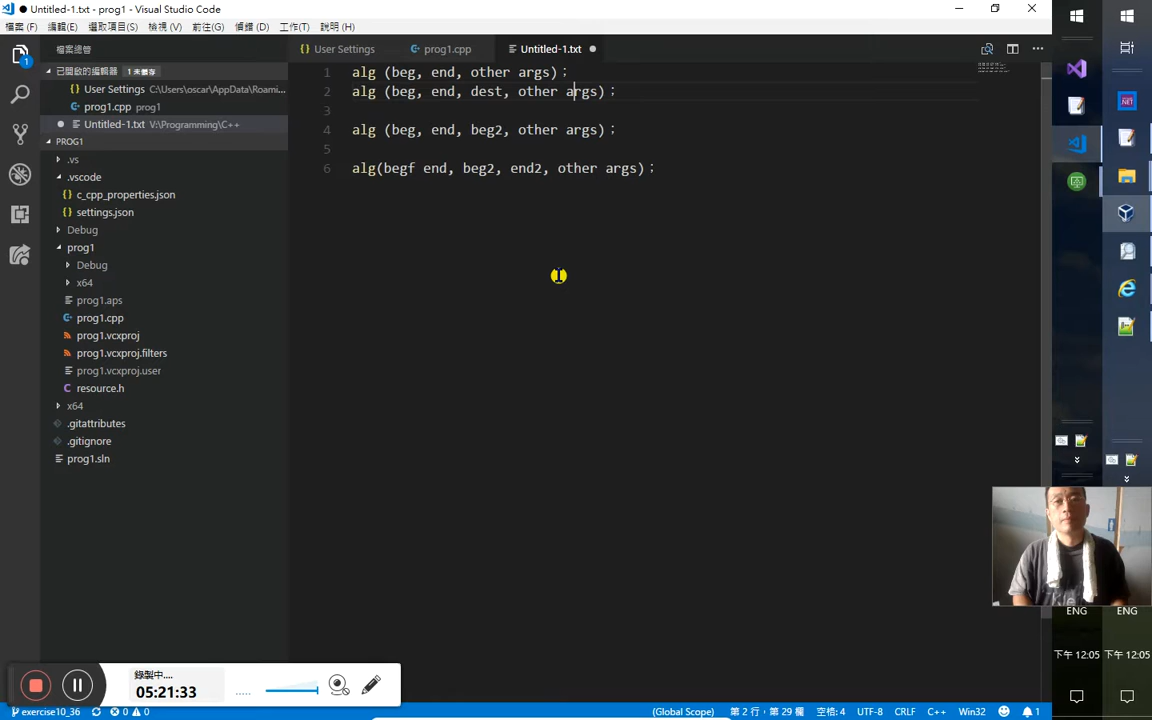 ● Untitled-1.txt - prog1 - Visual Studio Code
檔案 (F) 編輯(E) 選取項目(S) 檢視 (V) 前往(G) 偵錯 (D) 工作(T) 說明 (H)
檔案總管
User Settings prog1.cpp Untitled-1.txt
已開啟的編輯器 1 未儲存
User Settings C:\Users\oscar\AppData\Roami...
prog1.cpp prog1
Untitled-1.txt V:\Programming\C++
PROG1
.vs
.vscode
c_cpp_properties.json
settings.json
Debug
prog1
Debug
x64
prog1.aps
prog1.cpp
prog1.vcxproj
prog1.vcxproj.filters
prog1.vcxproj.user
resource.h
x64
.gitattributes
.gitignore
prog1.sln
1 alg (beg, end, other args)；
2 alg (beg, end, dest, other args)；
3
4 alg (beg, end, beg2, other args)；
5
6 alg(begf end, beg2, end2, other args)；
錄製中....
05:21:33
exercise10_36 0 0 (Global Scope) 第 2 行，第 29 欄 空格: 4 UTF-8 CRLF C++ Win32 1
ENG ENG
下午 12:05 下午 12:05